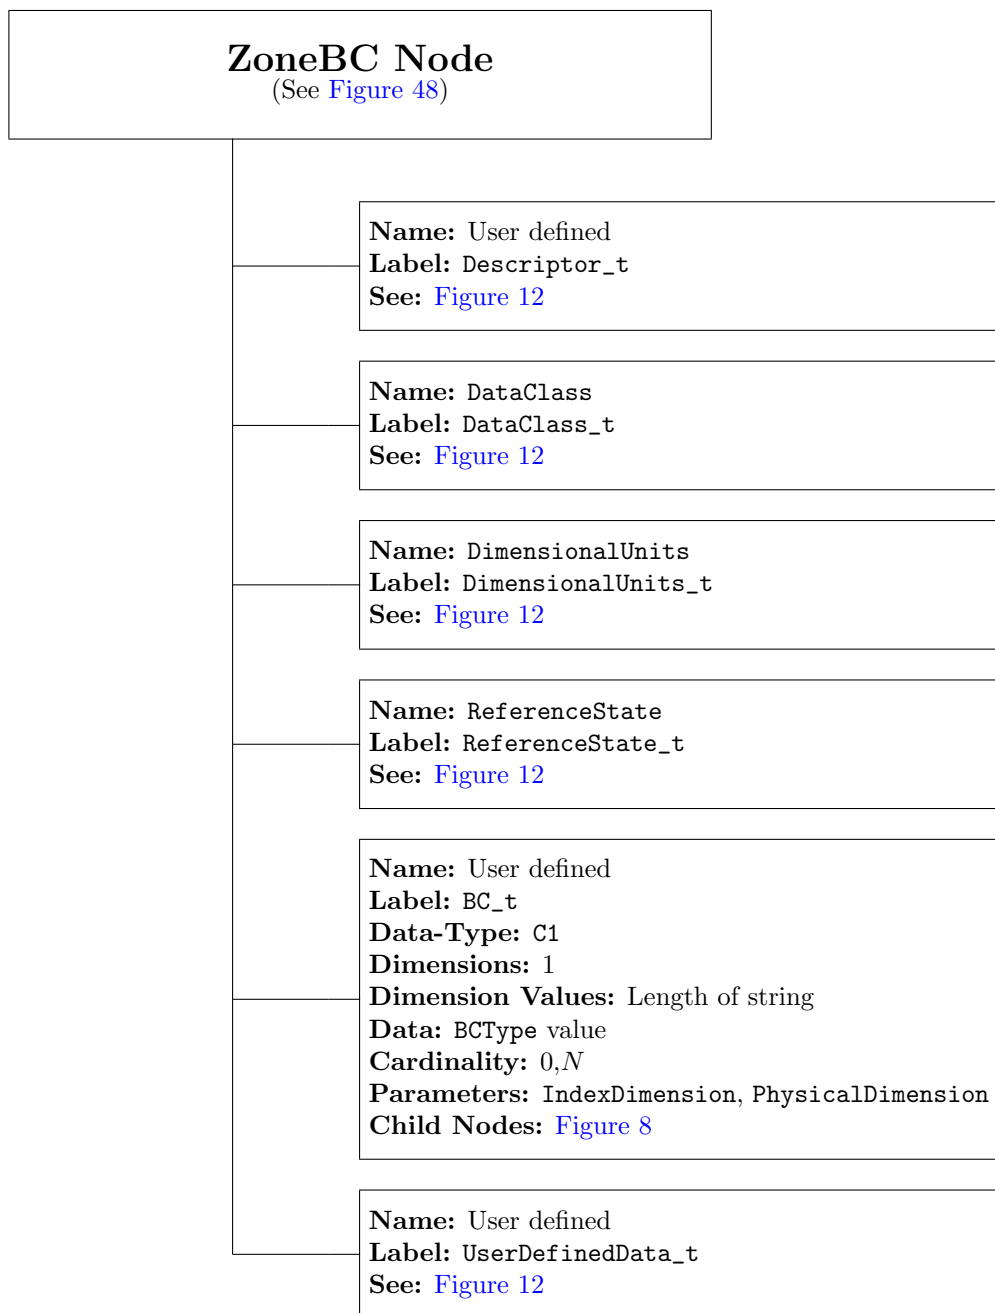 ZoneBC Node
(See Figure 48)
Name: User defined
Label: Descriptor_t
See: Figure 12
Name: DataClass
Label: DataClass_t
See: Figure 12
Name: DimensionalUnits
Label: DimensionalUnits_t
See: Figure 12
Name: ReferenceState
Label: ReferenceState_t
See: Figure 12
Name: User defined
Label: BC_t
Data-Type: C1
Dimensions: 1
Dimension Values: Length of string
Data: BCType value
Cardinality: 0,N
Parameters: IndexDimension, PhysicalDimension
Child Nodes: Figure 8
Name: User defined
Label: UserDefinedData_t
See: Figure 12